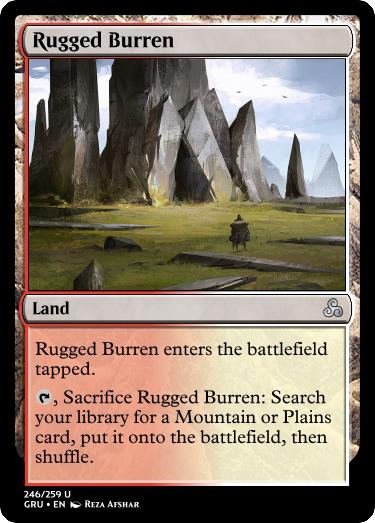 Rugged Burren
Land
Rugged Burren enters the battlefield
tapped.
, Sacrifice Rugged Burren: Search
your library for a Mountain or Plains
card, put it onto the battlefield, then
shuffle.
246/259 U
GRU • EN Reza Afshar